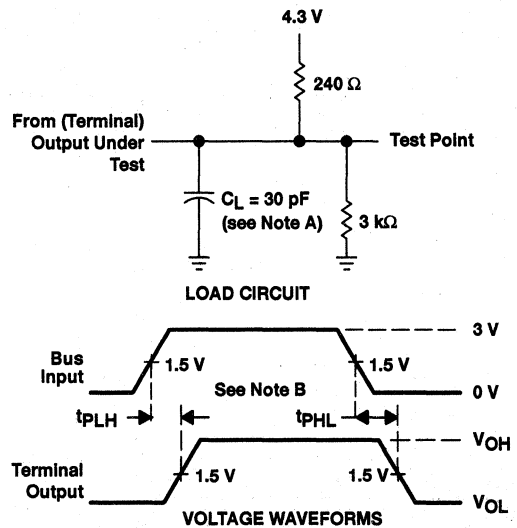 4.3 V
240 Ω
From (Terminal)
Output Under
Test
Test Point
CL = 30 pF
(see Note A)
3 kΩ
LOAD CIRCUIT
3 V
Bus
Input
1.5 V
1.5 V
See Note B
0 V
tPLH
tPHL
VOH
Terminal
Output
1.5 V
1.5 V
VOL
VOLTAGE WAVEFORMS